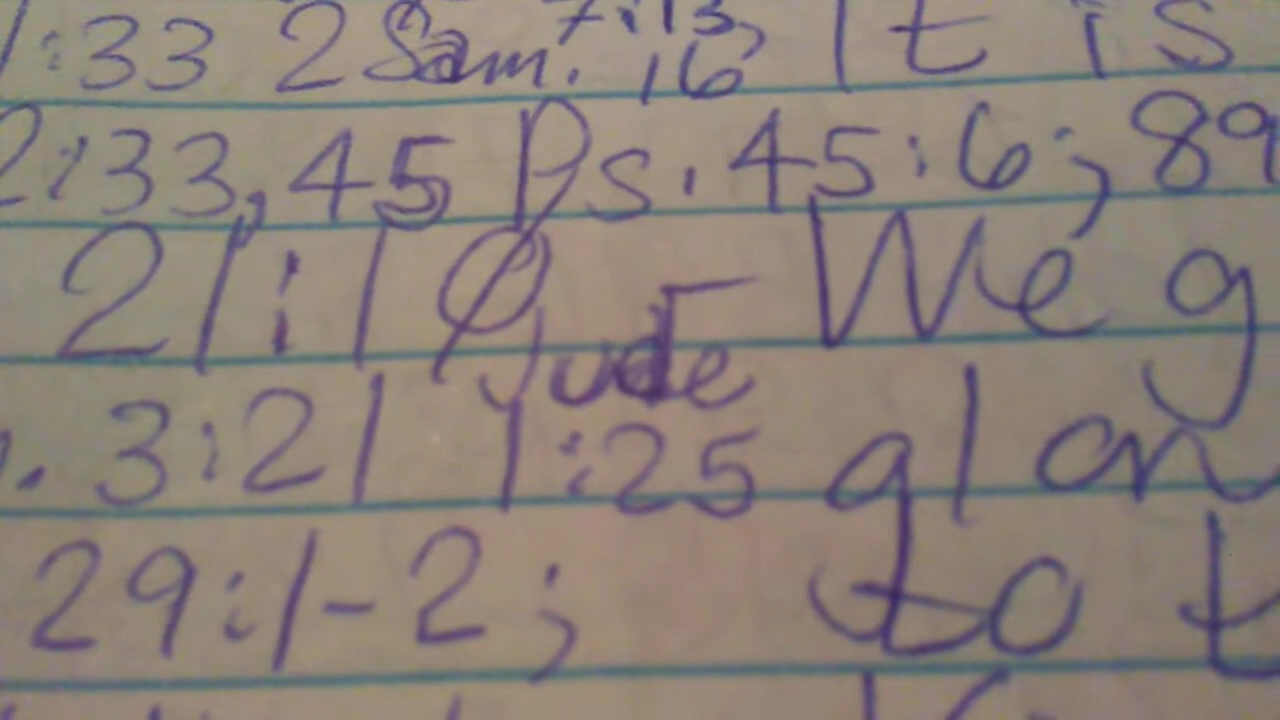 1:33 2 Sam. 7:13, 16 It is
2:33,45 Ps. 45:6; 89
21:1 We g
Jude
. 3:21 1:25 glor
29:1-2; to t